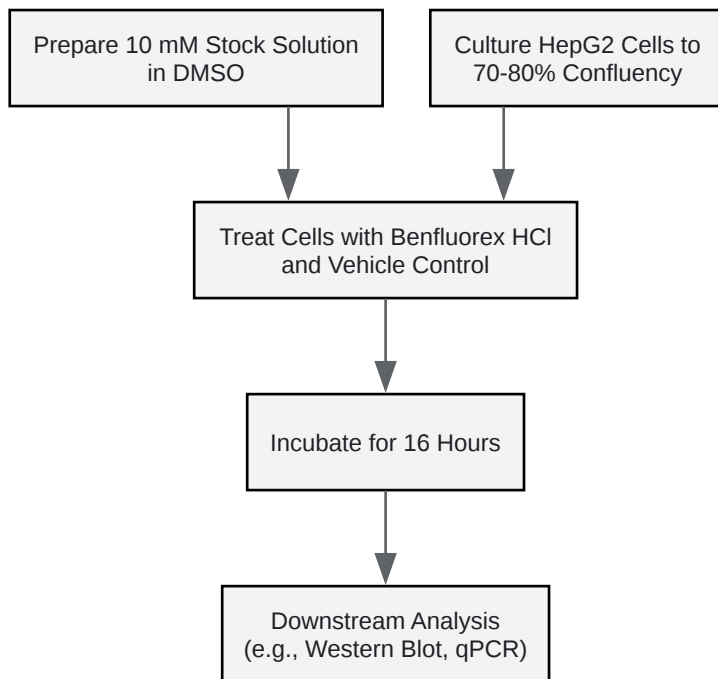 Prepare 10 mM Stock Solution
in DMSO
Culture HepG2 Cells to
70-80% Confluency
Treat Cells with Benfluorex HCl
and Vehicle Control
Incubate for 16 Hours
Downstream Analysis
(e.g., Western Blot, qPCR)